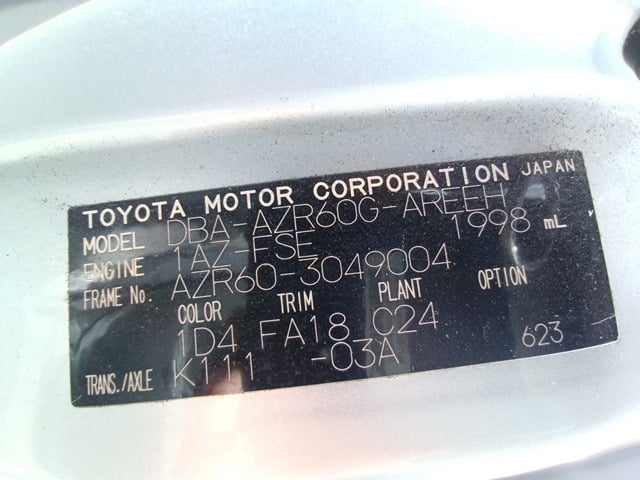 TOYOTA MOTOR CORPORATION JAPAN
MODEL DBA-AZR60G-AREEH
ENGINE 1AZ-FSE 1998 mL
FRAME No. AZR60-3049004
COLOR TRIM PLANT OPTION
1D4 FA18 C24
TRANS./AXLE K111 -03A 623